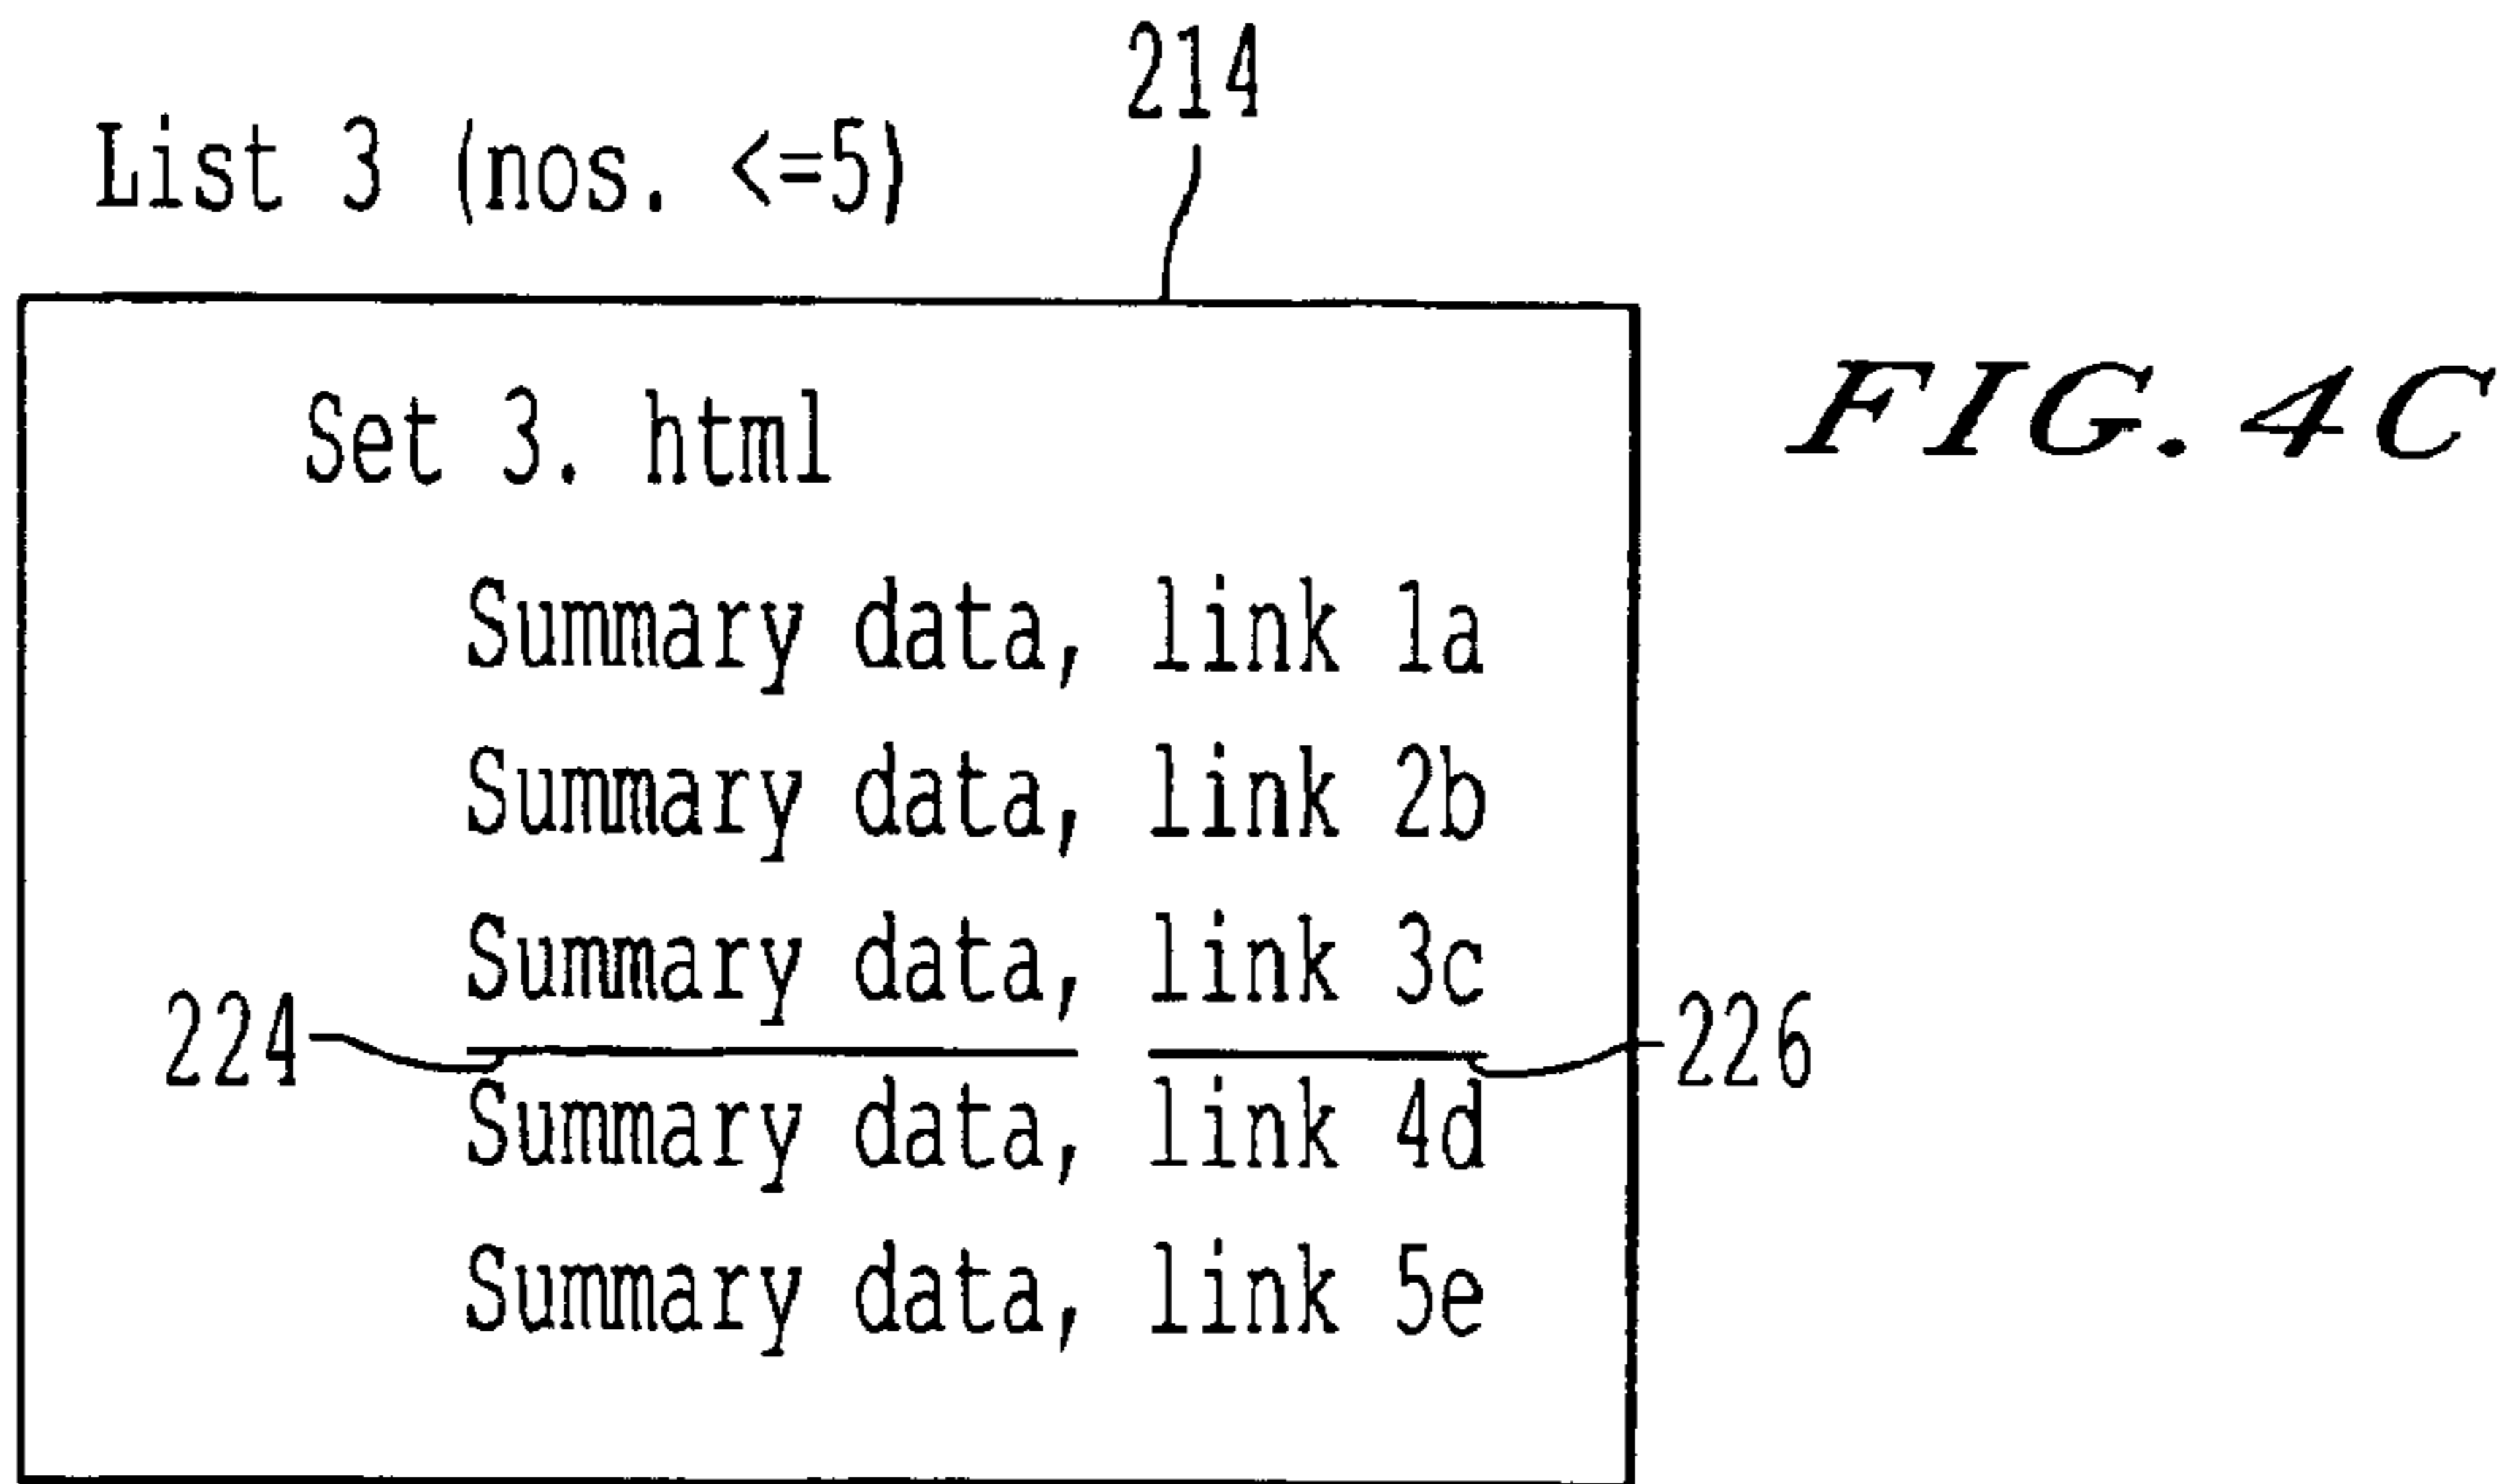 214
List 3 (nos. <=5)
FIG. 4C
Set 3. html
Summary data, link 1a
Summary data, link 2b
Summary data, link 3c
224
226
Summary data, link 4d
Summary data, link 5e